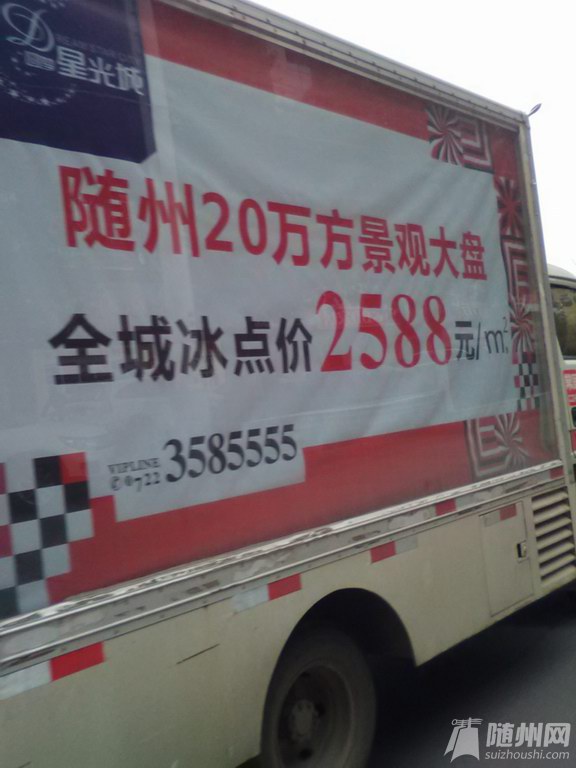 星光城
随州20万方景观大盘
全城冰点价2588元/m²
VIPLINE
0722 3585555
随州网
suizhoushi.com